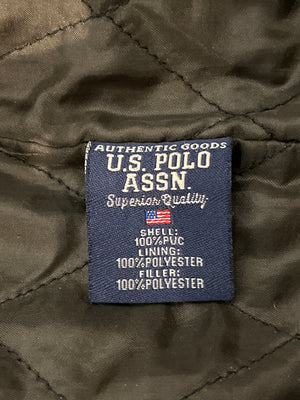 AUTHENTIC GOODS
U.S. POLO
ASSN.
Superior Quality
SHELL:
100%PVC
LINING:
100%POLYESTER
FILLER:
100%POLYESTER